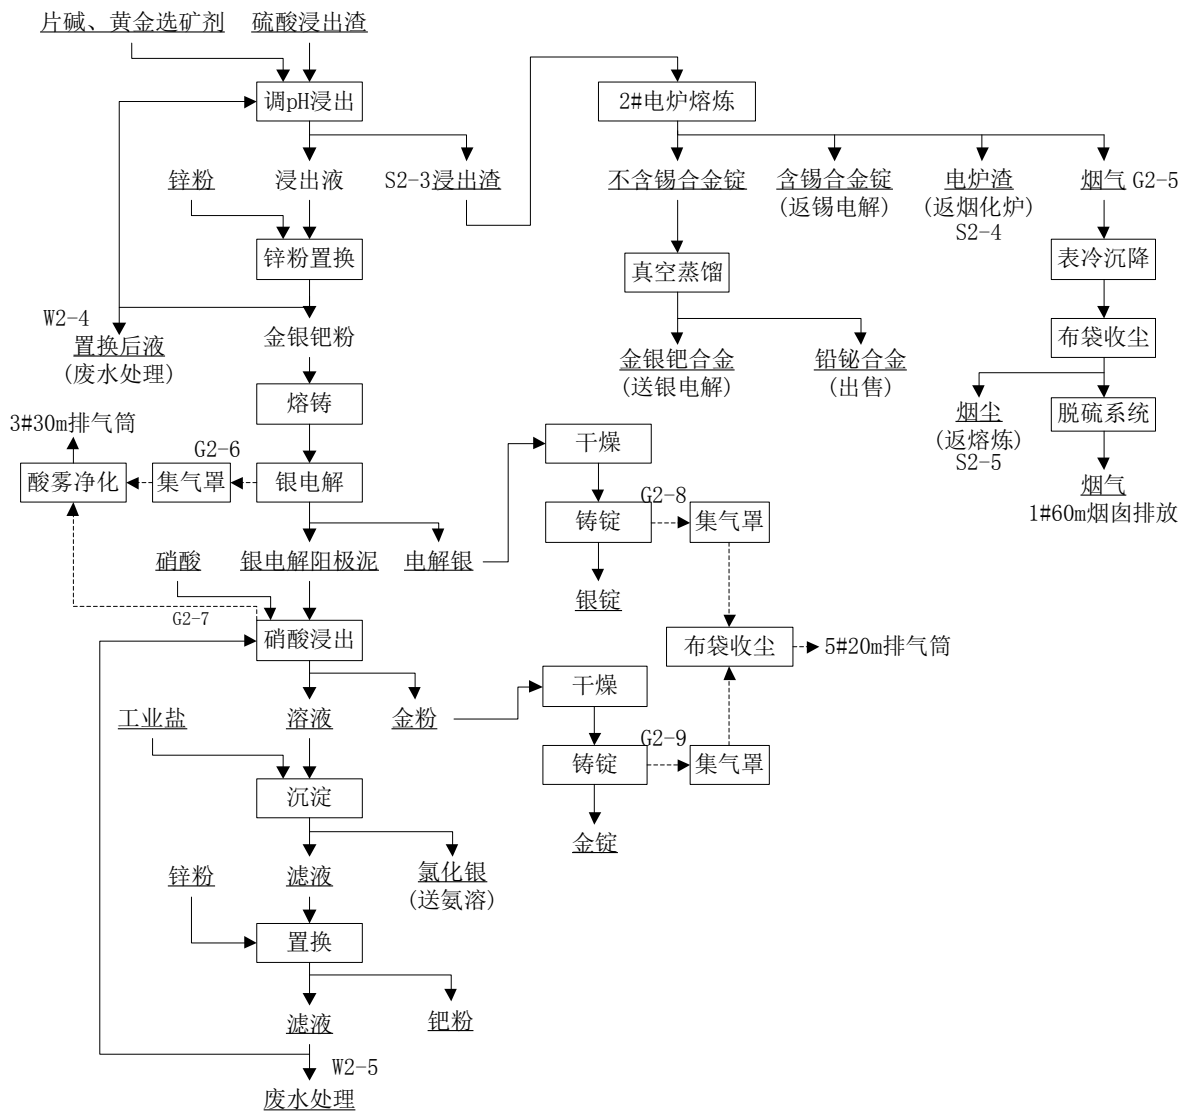 片碱、黄金选矿剂
硫酸浸出渣
调pH浸出
2#电炉熔炼
锌粉
浸出液
S2-3浸出渣
不含锡合金锭
含锡合金锭
(返锡电解)
电炉渣
(返烟化炉)
S2-4
烟气 G2-5
锌粉置换
真空蒸馏
表冷沉降
W2-4
置换后液
(废水处理)
金银钯粉
金银钯合金
(送银电解)
铅铋合金
(出售)
布袋收尘
熔铸
烟尘
(返熔炼)
S2-5
脱硫系统
3#30m排气筒
G2-6
干燥
酸雾净化
集气罩
银电解
G2-8
烟气
1#60m烟囱排放
铸锭
集气罩
硝酸
银电解阳极泥
电解银
银锭
G2-7
硝酸浸出
布袋收尘
5#20m排气筒
干燥
工业盐
溶液
金粉
G2-9
铸锭
集气罩
沉淀
金锭
锌粉
滤液
氯化银
(送氨溶)
置换
滤液
钯粉
W2-5
废水处理